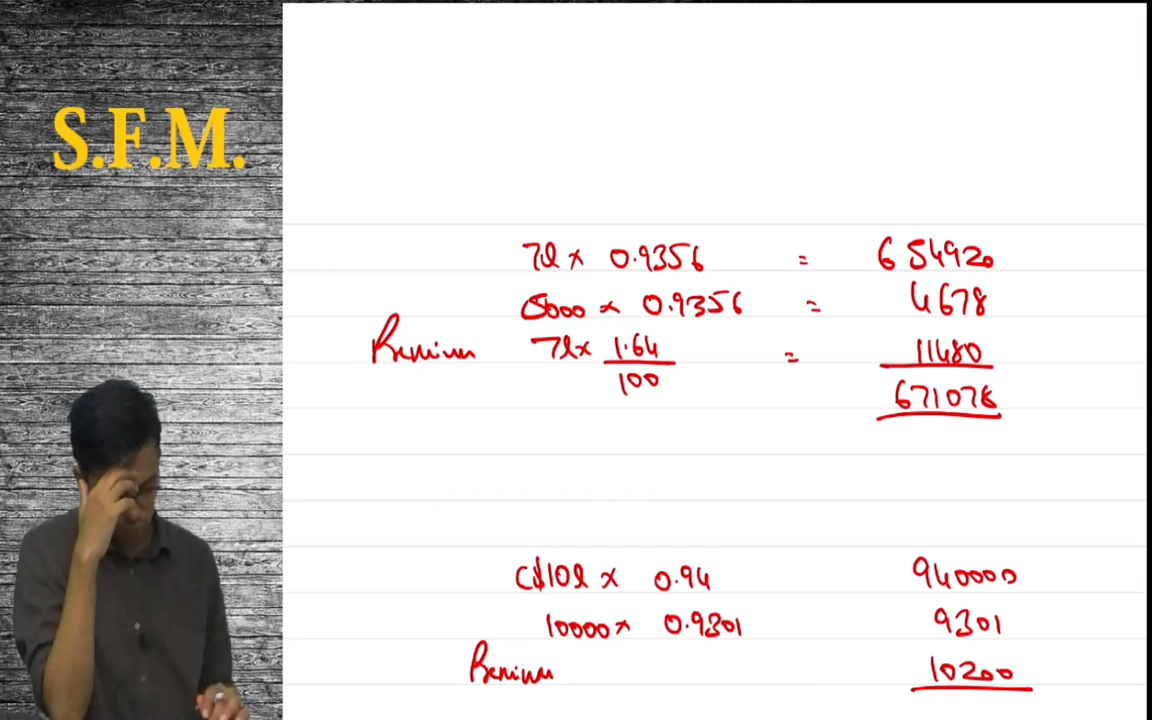 S.F.M.
7l × 0.9356 = 654920
5000 × 0.9356 = 4678
Premium 7l× 1.64 = 11480
100
671078
C$10l × 0.94 940000
10000 × 0.9301 9301
Premium 10200